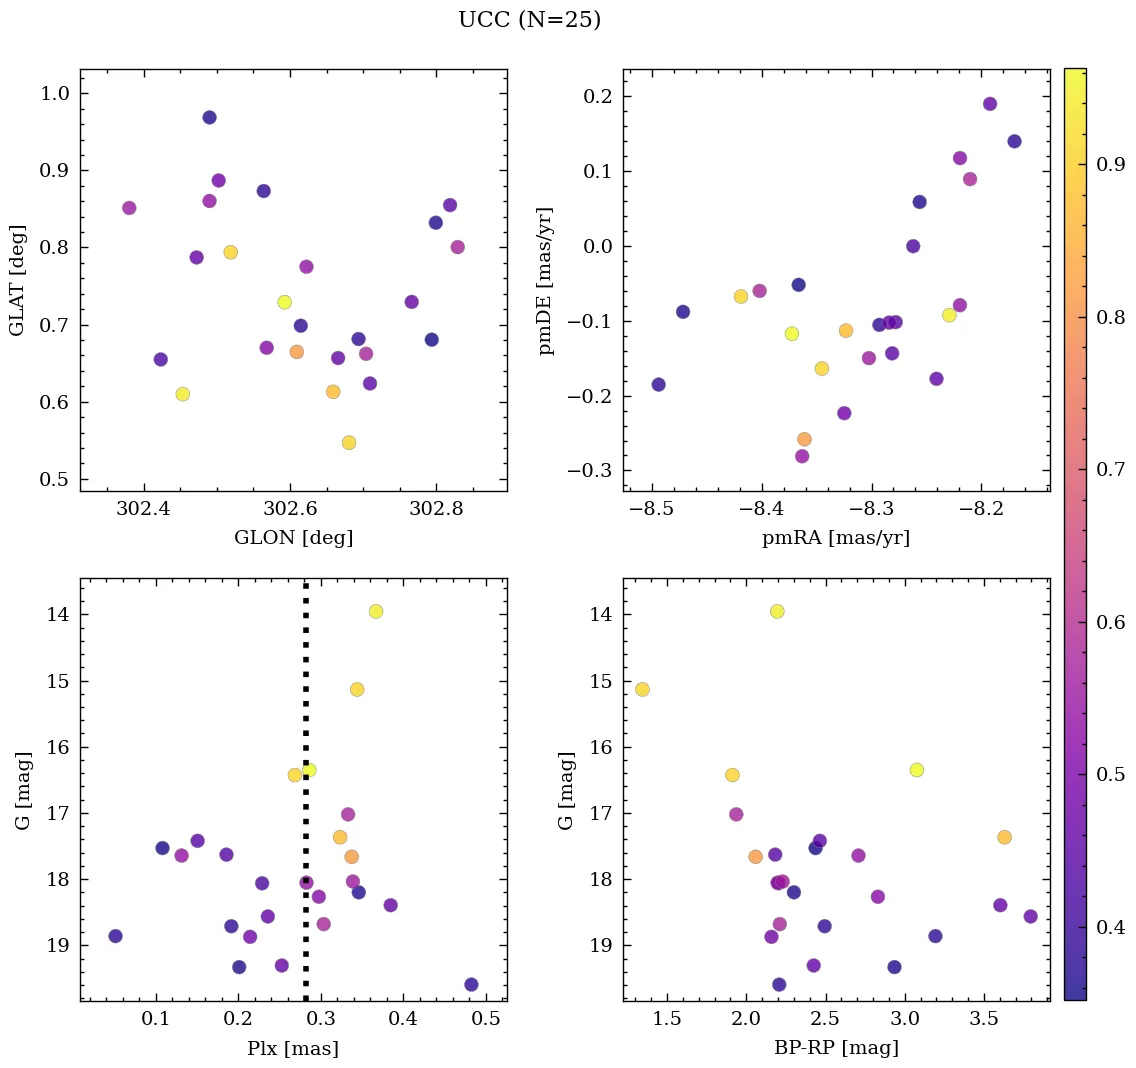 UCC (N=25)
1.0
0.9
0.8
0.7
0.6
0.5
GLAT [deg]
302.4 302.6 302.8
GLON [deg]
0.2
0.1
0.0
−0.1
−0.2
−0.3
pmDE [mas/yr]
−8.5 −8.4 −8.3 −8.2
pmRA [mas/yr]
14
15
16
17
18
19
G [mag]
0.1 0.2 0.3 0.4 0.5
Plx [mas]
14
15
16
17
18
19
G [mag]
1.5 2.0 2.5 3.0 3.5
BP-RP [mag]
0.9
0.8
0.7
0.6
0.5
0.4